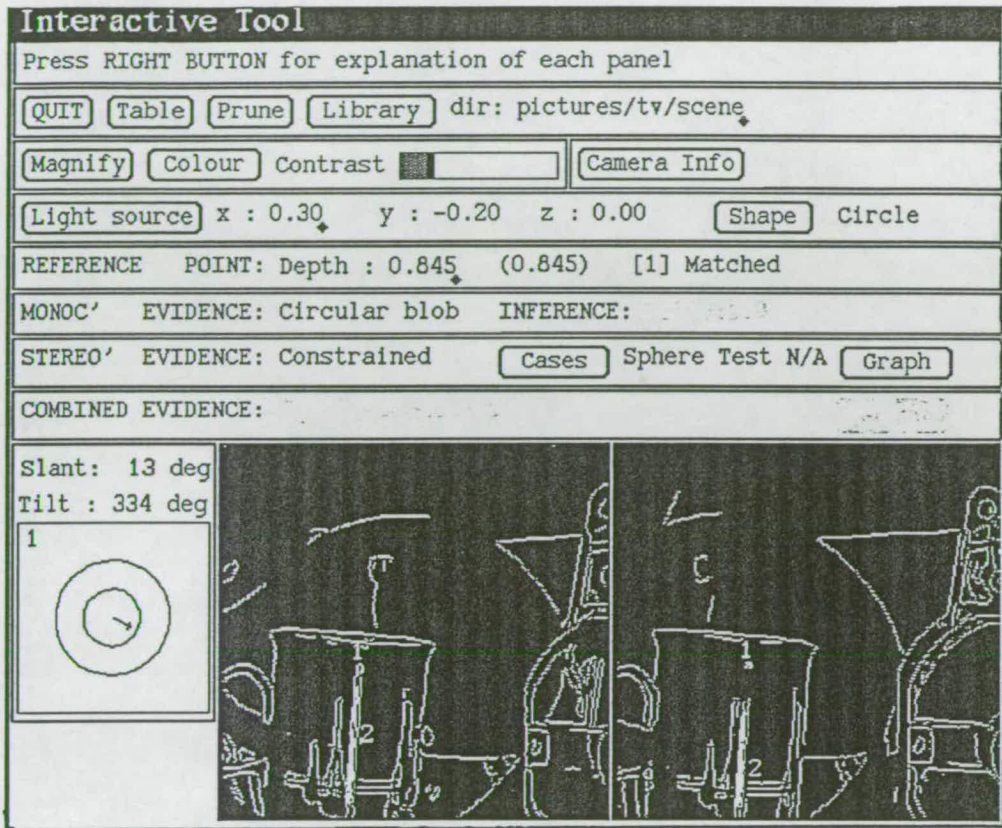 Interactive Tool
Press RIGHT BUTTON for explanation of each panel
QUIT Table Prune Library dir: pictures/tv/scene
Magnify Colour Contrast Camera Info
Light source x : 0.30 y : -0.20 z : 0.00 Shape Circle
REFERENCE POINT: Depth : 0.845 (0.845) [1] Matched
MONOC' EVIDENCE: Circular blob INFERENCE:
STEREO' EVIDENCE: Constrained Cases Sphere Test N/A Graph
COMBINED EVIDENCE:
Slant: 13 deg
Tilt : 334 deg
1
1 1
2 2